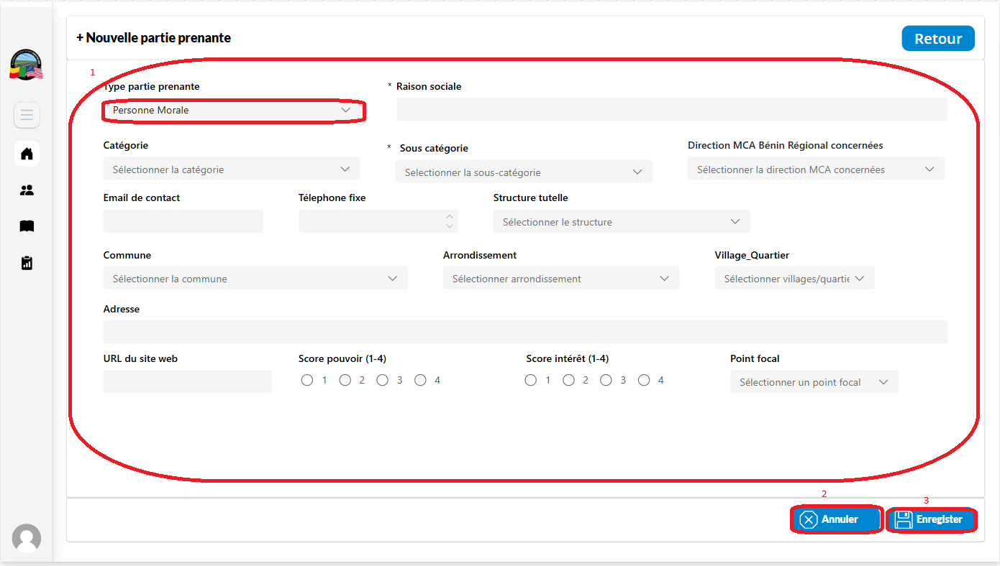 + Nouvelle partie prenante
Retour
1
Type partie prenante
* Raison sociale
Personne Morale
Catégorie
* Sous catégorie
Direction MCA Bénin Régional concernées
Sélectionner la catégorie
Selectionner la sous-catégorie
Sélectionner la direction MCA concernées
Email de contact
Télephone fixe
Structure tutelle
Sélectionner le structure
Commune
Arrondissement
Village_Quartier
Sélectionner la commune
Sélectionner arrondissement
Sélectionner villages/quartie
Adresse
URL du site web
Score pouvoir (1-4)
Score intérêt (1-4)
Point focal
1 2 3 4
1 2 3 4
Sélectionner un point focal
2
3
Annuler
Enregister